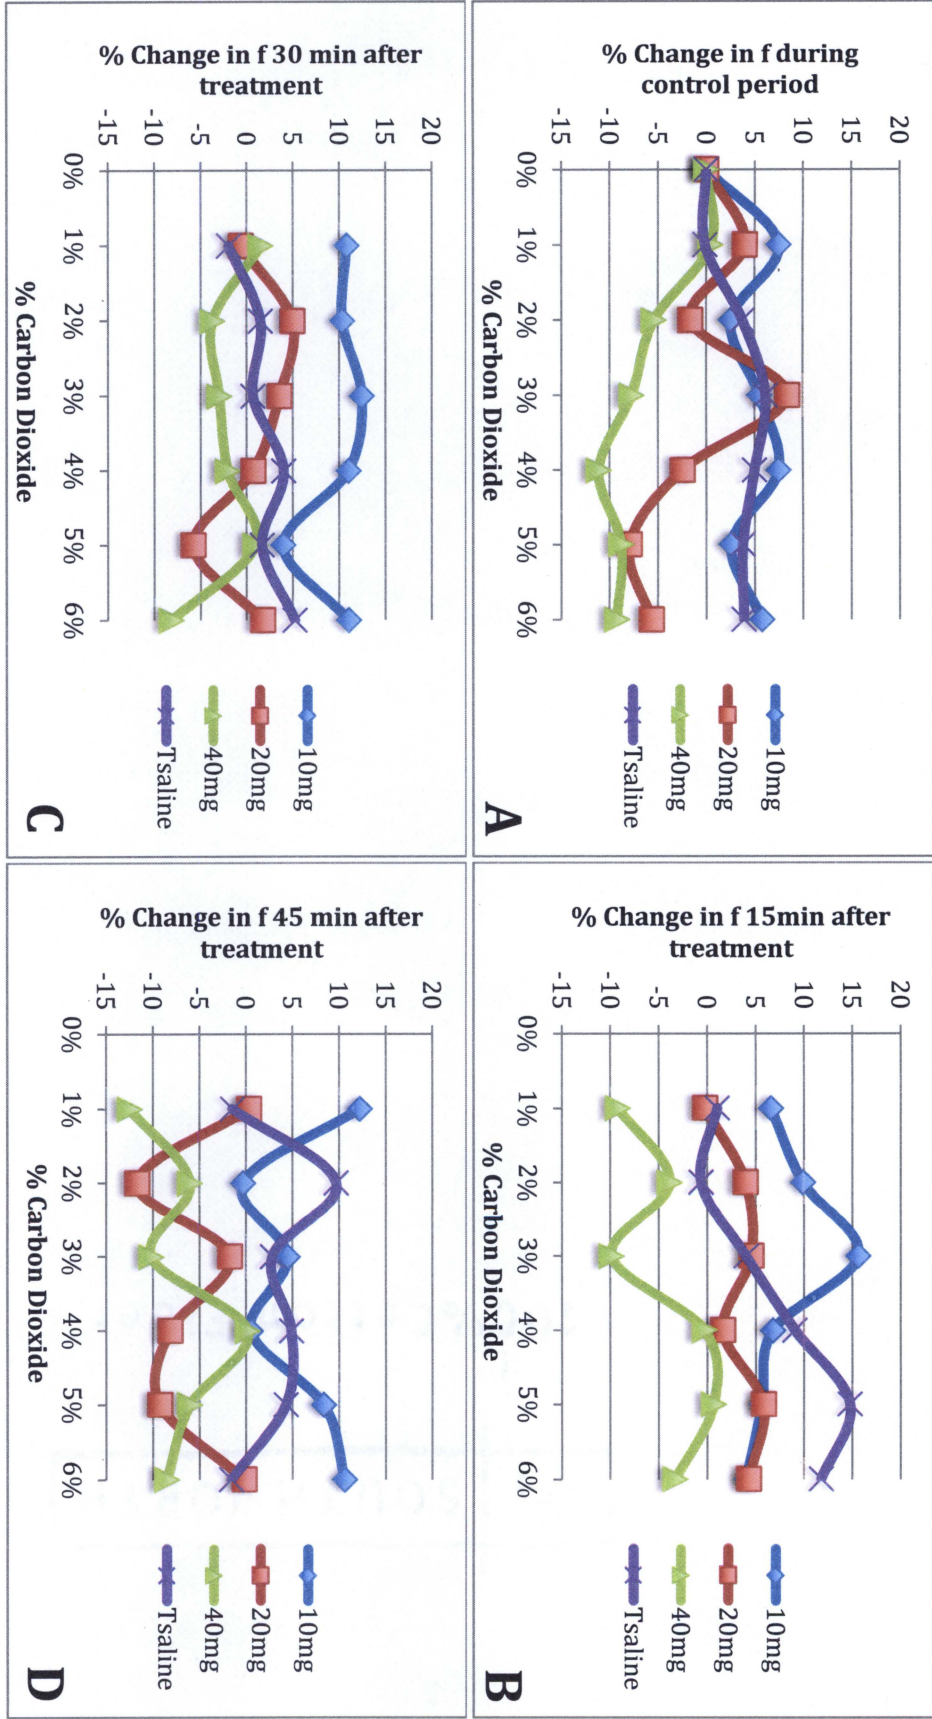 % Change in f during
control period
20
15
10
5
0
-5
-10
-15
0% 1% 2% 3% 4% 5% 6%
% Carbon Dioxide
10mg
20mg
40mg
Tsaline
A
% Change in f 15min after
treatment
20
15
10
5
0
-5
-10
-15
0% 1% 2% 3% 4% 5% 6%
% Carbon Dioxide
10mg
20mg
40mg
Tsaline
B
% Change in f 30 min after
treatment
20
15
10
5
0
-5
-10
-15
0% 1% 2% 3% 4% 5% 6%
% Carbon Dioxide
10mg
20mg
40mg
Tsaline
C
% Change in f 45 min after
treatment
20
15
10
5
0
-5
-10
-15
0% 1% 2% 3% 4% 5% 6%
% Carbon Dioxide
10mg
20mg
40mg
Tsaline
D